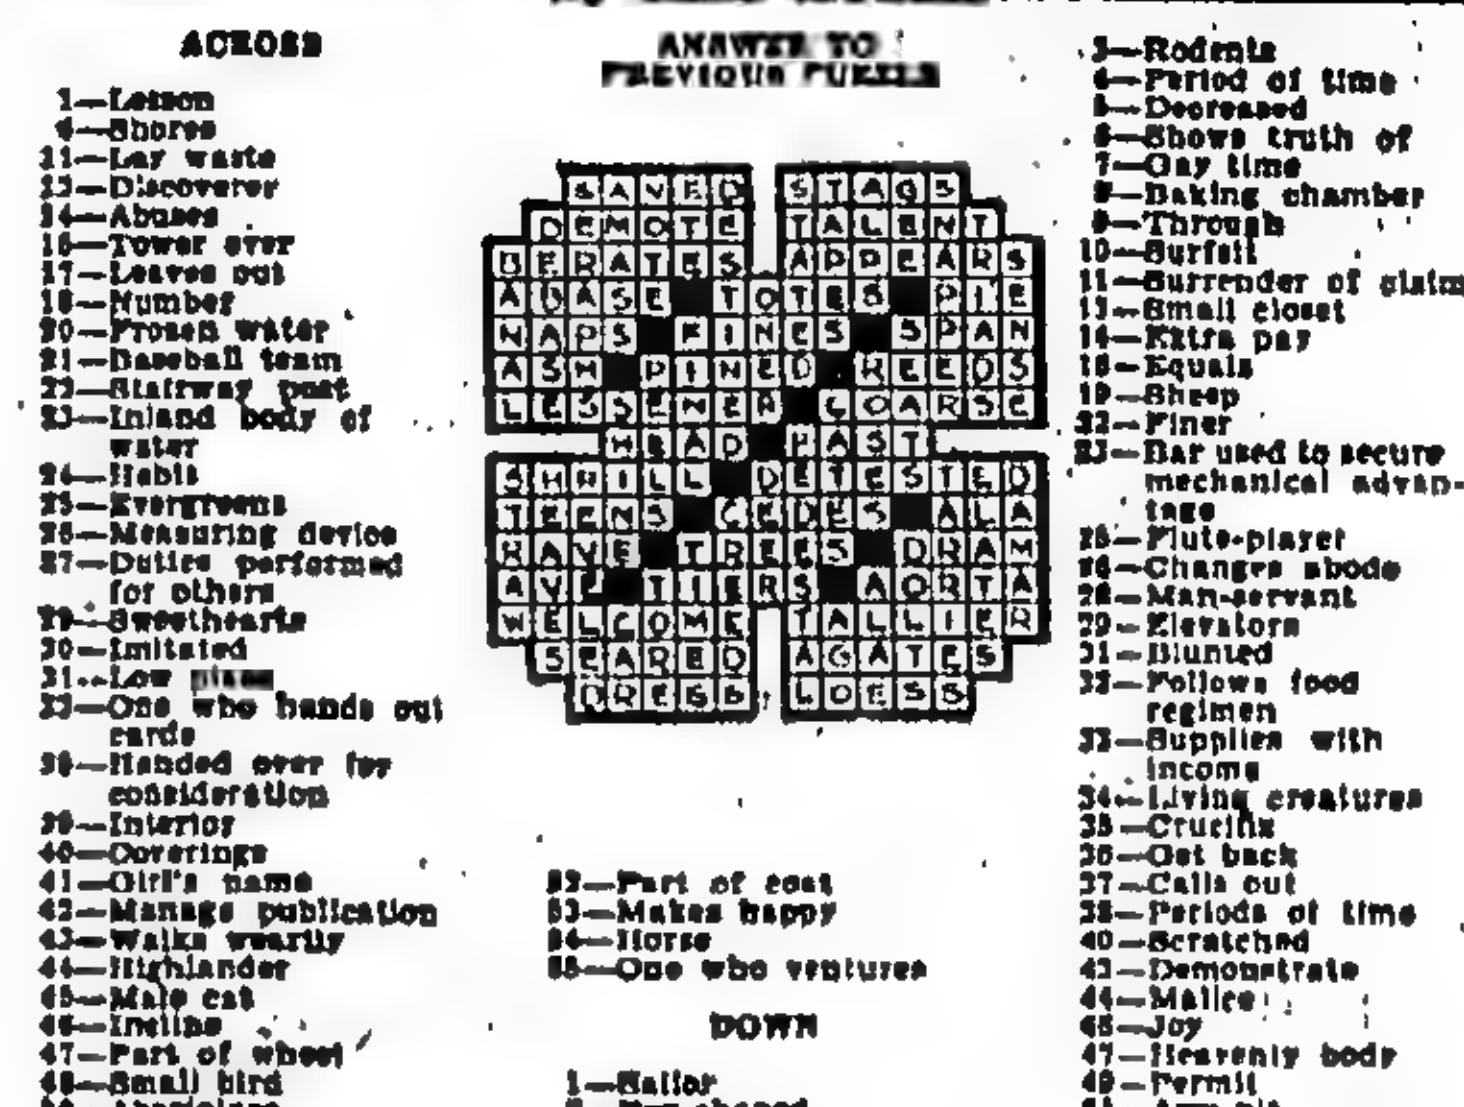 ACROSS
1—Lesson
6—Shores
11—Lay waste
12—Discoverer
14—Abuses
15—Tower over
17—Leaves out
18—Number
20—Frozen water
21—Baseball team
22—Stairway post
23—Inland body of
water
24—Habit
25—Evergreens
26—Measuring device
27—Duties performed
for others
29—Sweethearts
30—Imitated
31—Low
32—One who hands out
cards
35—Handed over for
consideration
39—Interior
40—Coverings
41—Girl's name
42—Manage publication
43—Walks wearily
44—Highlander
45—Male cat
46—Incline
47—Part of wheel
48—Small bird
ANSWER TO
PREVIOUS PUZZLE
SAVED STAGS
DEMOTE TALENT
BERATES APPEARS
ABASE TOTES PIE
NAPS FINES SPAN
ASH PINED REEDS
LESSENER COARSE
HEAD PAST
SHRILL DETESTED
TEENS CEDES ALA
RAVE TREES DRAM
AVE TIERS AORTA
WELCOME TALLIER
SEARED AGATES
DRESS LOESS
52—Part of coat
53—Makes happy
54—Horse
55—One who ventures
DOWN
1—Sailor
3—Rodents
4—Period of time
5—Decreased
6—Shows truth of
7—Gay time
8—Baking chamber
9—Through
10—Surfeit
11—Surrender of claim
13—Small closet
14—Extra pay
16—Equals
19—Sheep
22—Finer
23—Bar used to secure
mechanical advan-
tage
25—Flute-player
26—Changes abode
28—Man-servant
29—Elevators
31—Blunted
32—Follows food
regimen
33—Supplies with
income
34—Living creatures
35—Crucifix
36—Get back
37—Calls out
38—Periods of time
40—Scratched
43—Demonstrate
44—Malice
46—Joy
47—Heavenly body
49—Permit